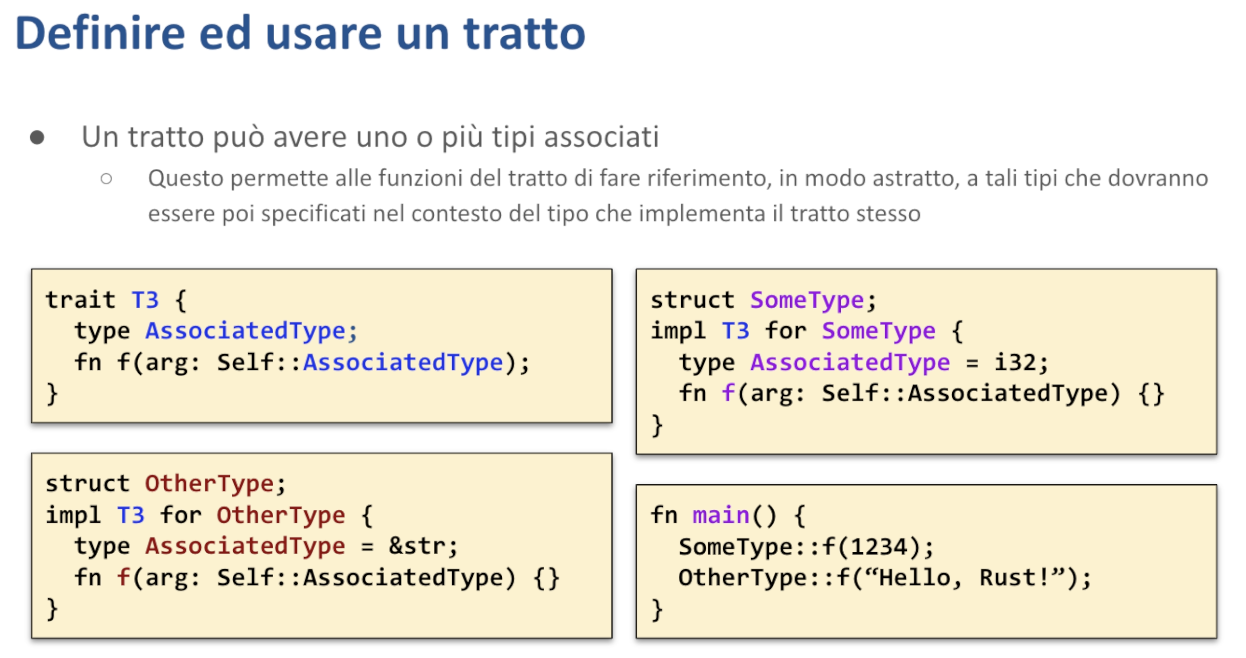 Definire ed usare un tratto
● Un tratto può avere uno o più tipi associati
○ Questo permette alle funzioni del tratto di fare riferimento, in modo astratto, a tali tipi che dovranno
essere poi specificati nel contesto del tipo che implementa il tratto stesso
trait T3 {
  type AssociatedType;
  fn f(arg: Self::AssociatedType);
}
struct SomeType;
impl T3 for SomeType {
  type AssociatedType = i32;
  fn f(arg: Self::AssociatedType) {}
}
struct OtherType;
impl T3 for OtherType {
  type AssociatedType = &str;
  fn f(arg: Self::AssociatedType) {}
}
fn main() {
  SomeType::f(1234);
  OtherType::f(“Hello, Rust!”);
}